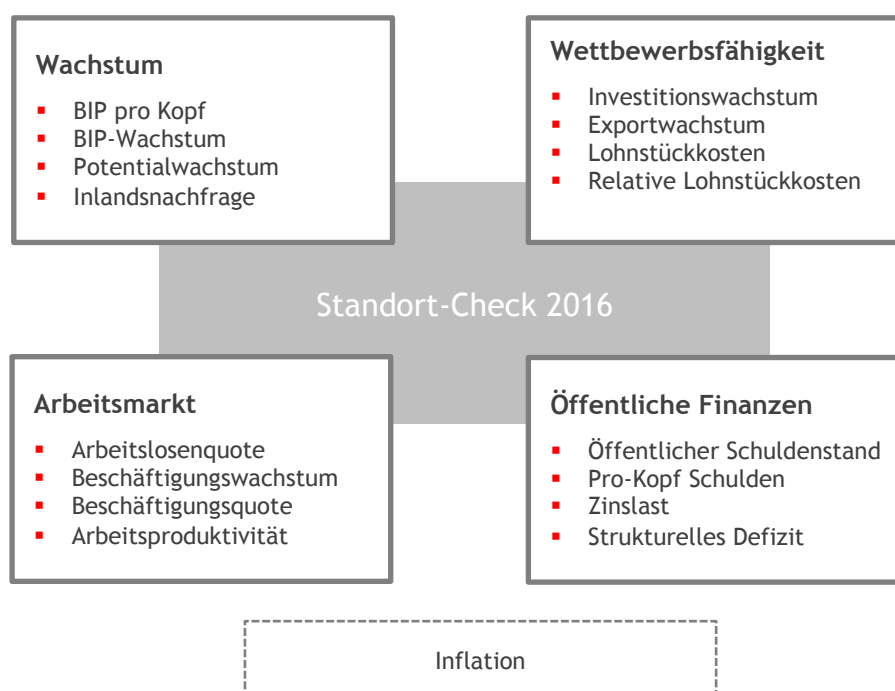 Wachstum
▪ BIP pro Kopf
▪ BIP-Wachstum
▪ Potentialwachstum
▪ Inlandsnachfrage
Wettbewerbsfähigkeit
▪ Investitionswachstum
▪ Exportwachstum
▪ Lohnstückkosten
▪ Relative Lohnstückkosten
Standort-Check 2016
Arbeitsmarkt
▪ Arbeitslosenquote
▪ Beschäftigungswachstum
▪ Beschäftigungsquote
▪ Arbeitsproduktivität
Öffentliche Finanzen
▪ Öffentlicher Schuldenstand
▪ Pro-Kopf Schulden
▪ Zinslast
▪ Strukturelles Defizit
Inflation